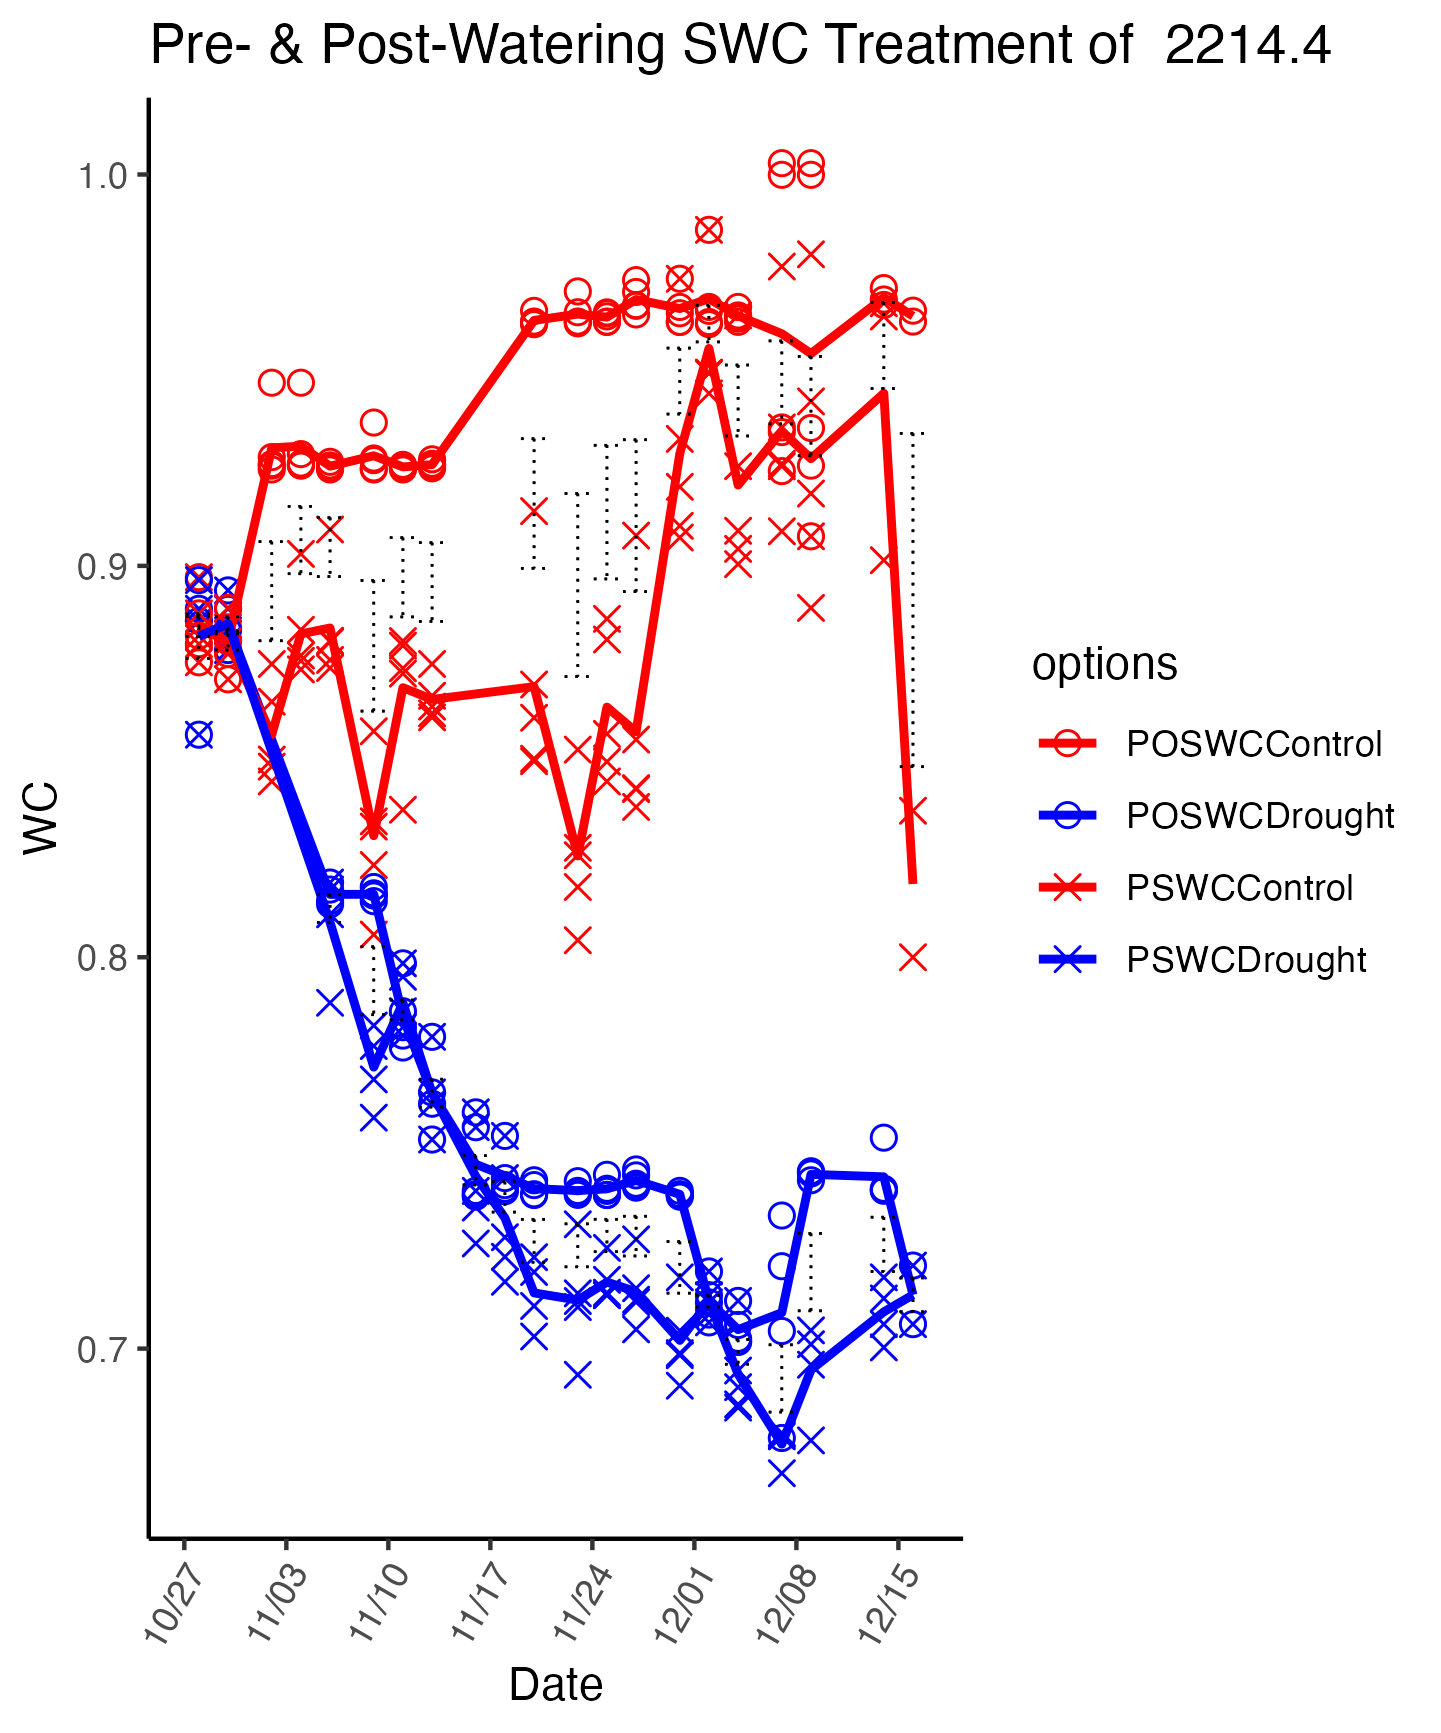 Pre- & Post-Watering SWC Treatment of  2214.4
1.0
0.9
0.8
0.7
WC
10/27
11/03
11/10
11/17
11/24
12/01
12/08
12/15
Date
options
POSWCControl
POSWCDrought
PSWCControl
PSWCDrought